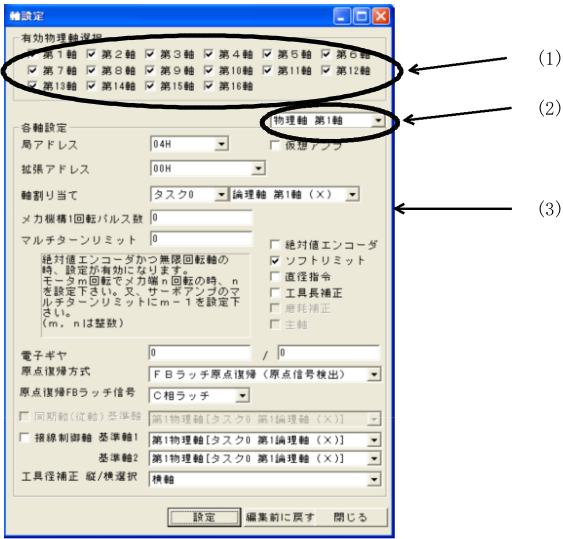 軸設定
有効物理軸選択
第1軸 第2軸 第3軸 第4軸 第5軸 第6軸
第7軸 第8軸 第9軸 第10軸 第11軸 第12軸
第13軸 第14軸 第15軸 第16軸
(1)
(2)
(3)
物理軸 第1軸
各軸設定
局アドレス 04H 仮想アンプ
拡張アドレス 00H
軸割り当て タスク0 論理軸 第1軸 (X)
メカ機構1回転パルス数 0
マルチターンリミット 0
絶対値エンコーダかつ無限回転軸の
時、設定が有効になります。
モータm回転でメカ端n回転の時、n
を設定下さい。又、サーボアンプのマ
ルチターンリミットにm-1を設定下
さい。
(m, nは整数)
絶対値エンコーダ
ソフトリミット
直径指令
工具長補正
磨耗補正
主軸
電子ギヤ 0 / 0
原点復帰方式 FBラッチ原点復帰 (原点信号検出)
原点復帰FBラッチ信号 C相ラッチ
同期軸(従軸) 基準軸 第1物理軸[タスク0 第1論理軸 (X)]
接線制御軸 基準軸1 第1物理軸[タスク0 第1論理軸 (X)]
基準軸2 第1物理軸[タスク0 第1論理軸 (X)]
工具径補正 縦/横選択 横軸
設定 編集前に戻す 閉じる